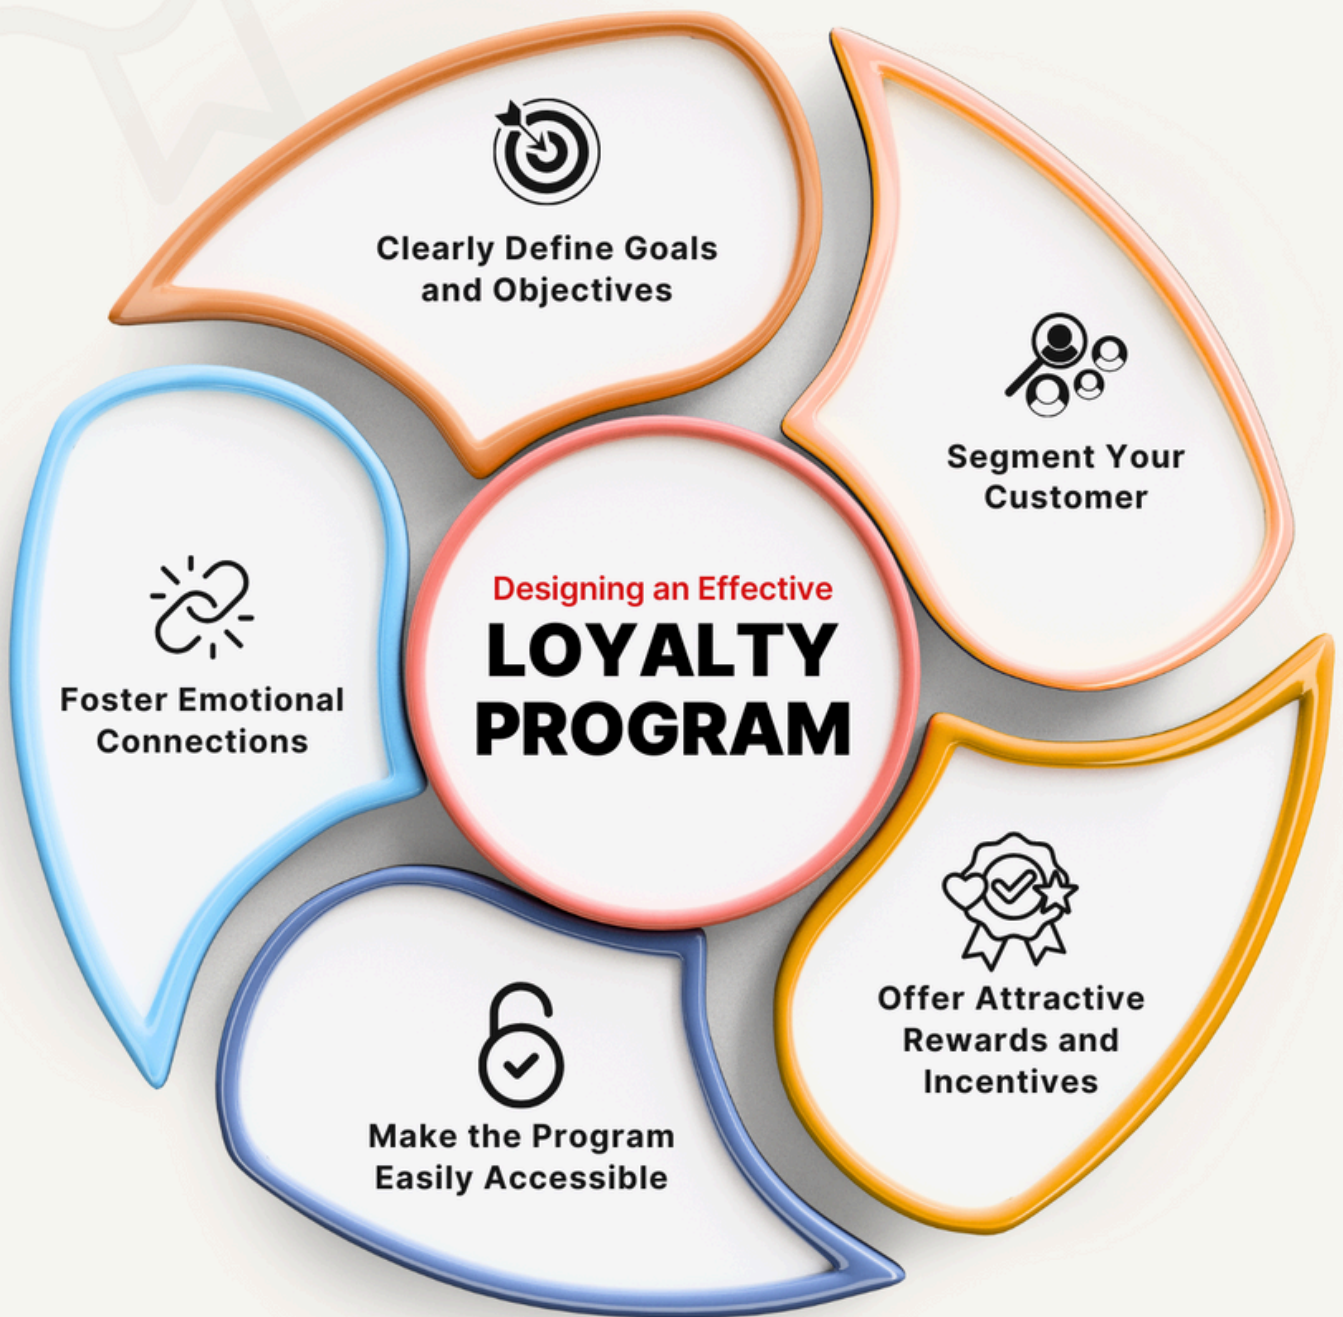 Designing an Effective
LOYALTY
PROGRAM
Clearly Define Goals
and Objectives
Segment Your
Customer
Offer Attractive
Rewards and
Incentives
Make the Program
Easily Accessible
Foster Emotional
Connections